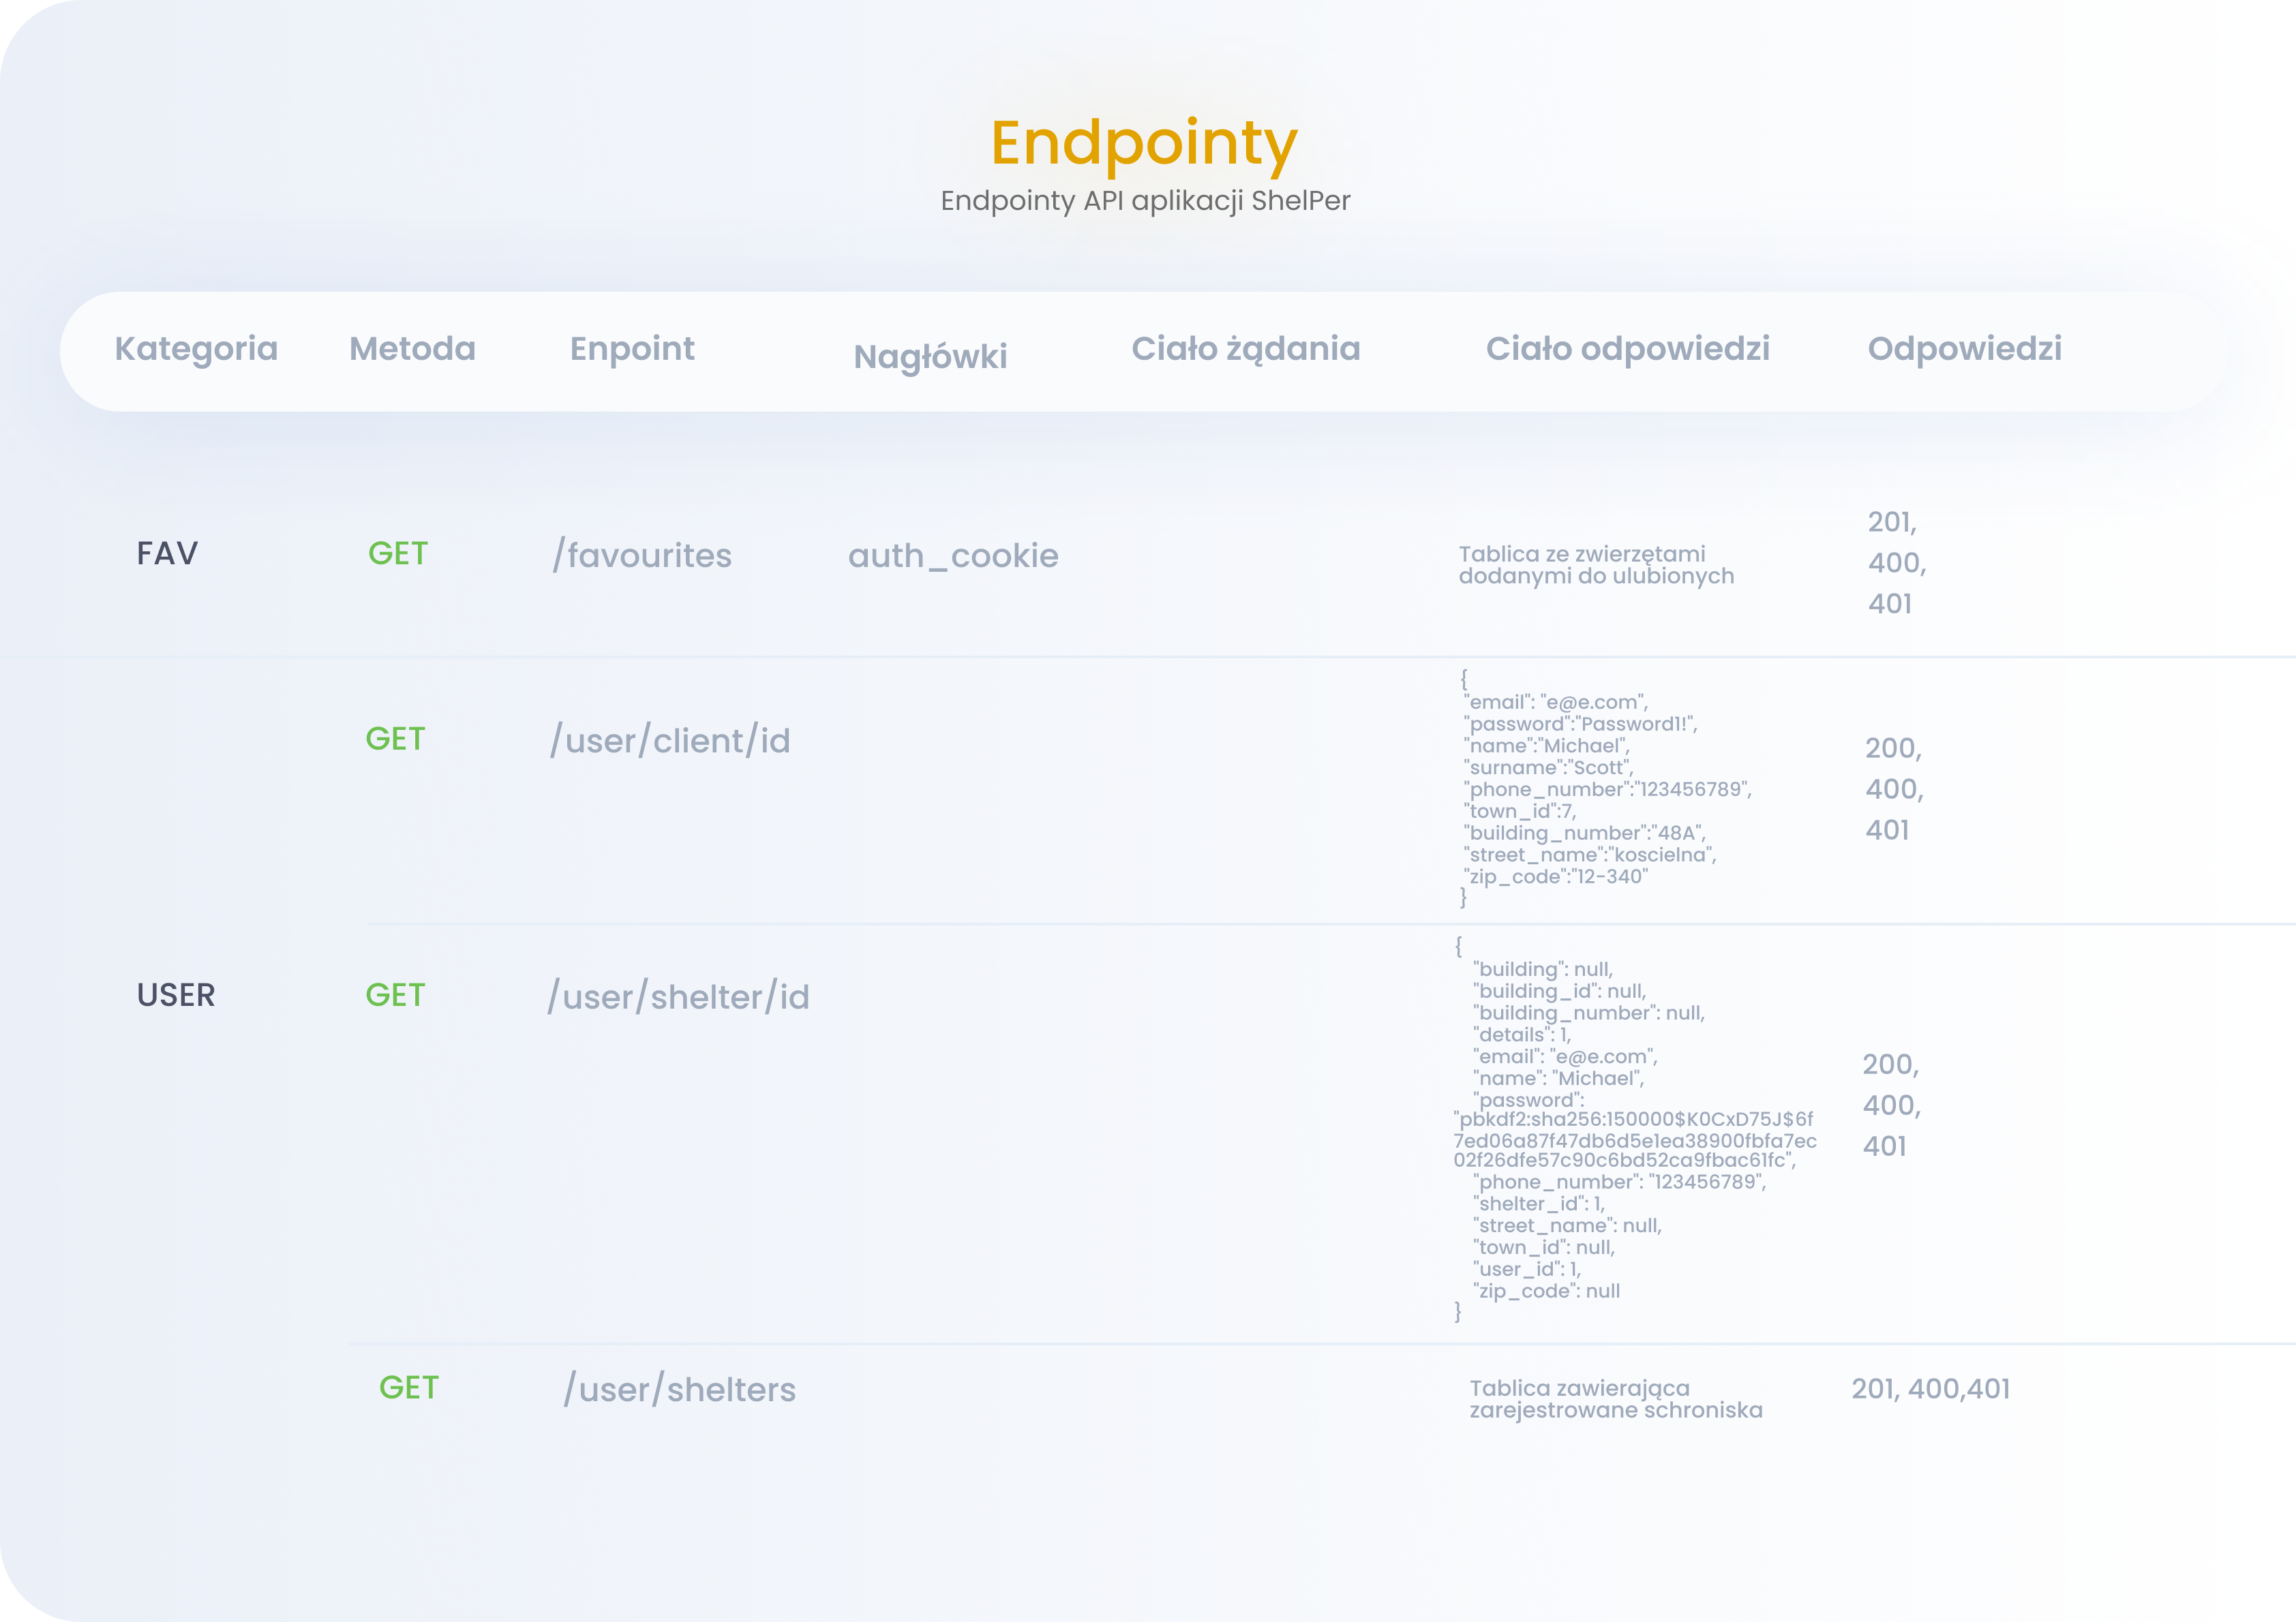 Endpointy
Endpointy API aplikacji ShelPer
Kategoria Metoda Enpoint Nagłówki Ciało żądania Ciało odpowiedzi Odpowiedzi
FAV GET /favourites auth_cookie
Tablica ze zwierzętami
dodanymi do ulubionych
201,
400,
401
GET /user/client/id
{
"email": "e@e.com",
"password":"Password1!",
"name":"Michael",
"surname":"Scott",
"phone_number":"123456789",
"town_id":7,
"building_number":"48A",
"street_name":"koscielna",
"zip_code":"12-340"
}
200,
400,
401
USER GET /user/shelter/id
{
"building": null,
"building_id": null,
"building_number": null,
"details": 1,
"email": "e@e.com",
"name": "Michael",
"password":
"pbkdf2:sha256:150000$K0CxD75J$6f
7ed06a87f47db6d5e1ea38900fbfa7ec
02f26dfe57c90c6bd52ca9fbac61fc",
"phone_number": "123456789",
"shelter_id": 1,
"street_name": null,
"town_id": null,
"user_id": 1,
"zip_code": null
}
200,
400,
401
GET /user/shelters
Tablica zawierająca
zarejestrowane schroniska
201, 400,401